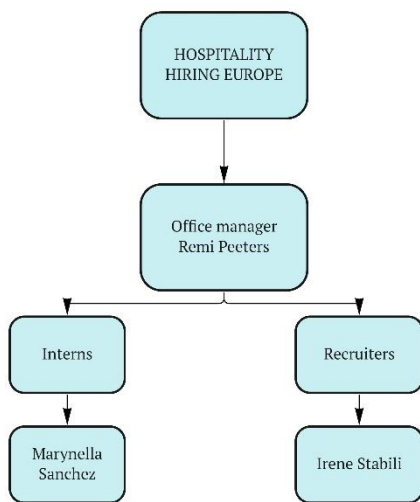 HOSPITALITY
HIRING EUROPE
Office manager
Remi Peeters
Interns
Recruiters
Marynella
Sanchez
Irene Stabili